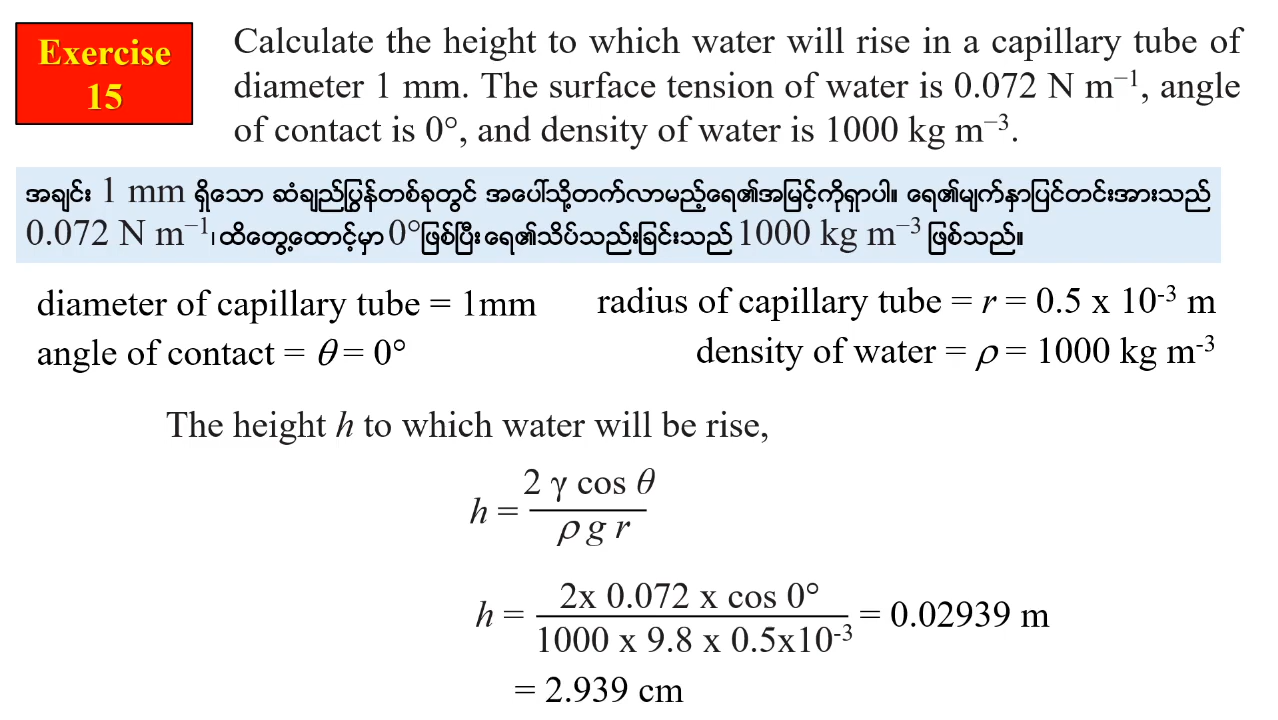 Exercise
15
Calculate the height to which water will rise in a capillary tube of
diameter 1 mm. The surface tension of water is 0.072 N m⁻¹, angle
of contact is 0°, and density of water is 1000 kg m⁻³.
အချင်း 1 mm ရှိသော ဆံချည်ပြွန်တစ်ခုတွင် အပေါ်သို့တက်လာမည့်ရေ၏အမြင့်ကိုရှာပါ။ ရေ၏မျက်နှာပြင်တင်းအားသည်
0.072 N m⁻¹၊ ထိတွေ့ထောင့်မှာ 0°ဖြစ်ပြီး ရေ၏သိပ်သည်းခြင်းသည် 1000 kg m⁻³ ဖြစ်သည်။
diameter of capillary tube = 1mm
radius of capillary tube = r = 0.5 x 10⁻³ m
angle of contact = θ = 0°
density of water = ρ = 1000 kg m⁻³
The height h to which water will be rise,
h = 2 γ cos θ / ρ g r
h = 2x 0.072 x cos 0° / 1000 x 9.8 x 0.5x10⁻³ = 0.02939 m
= 2.939 cm